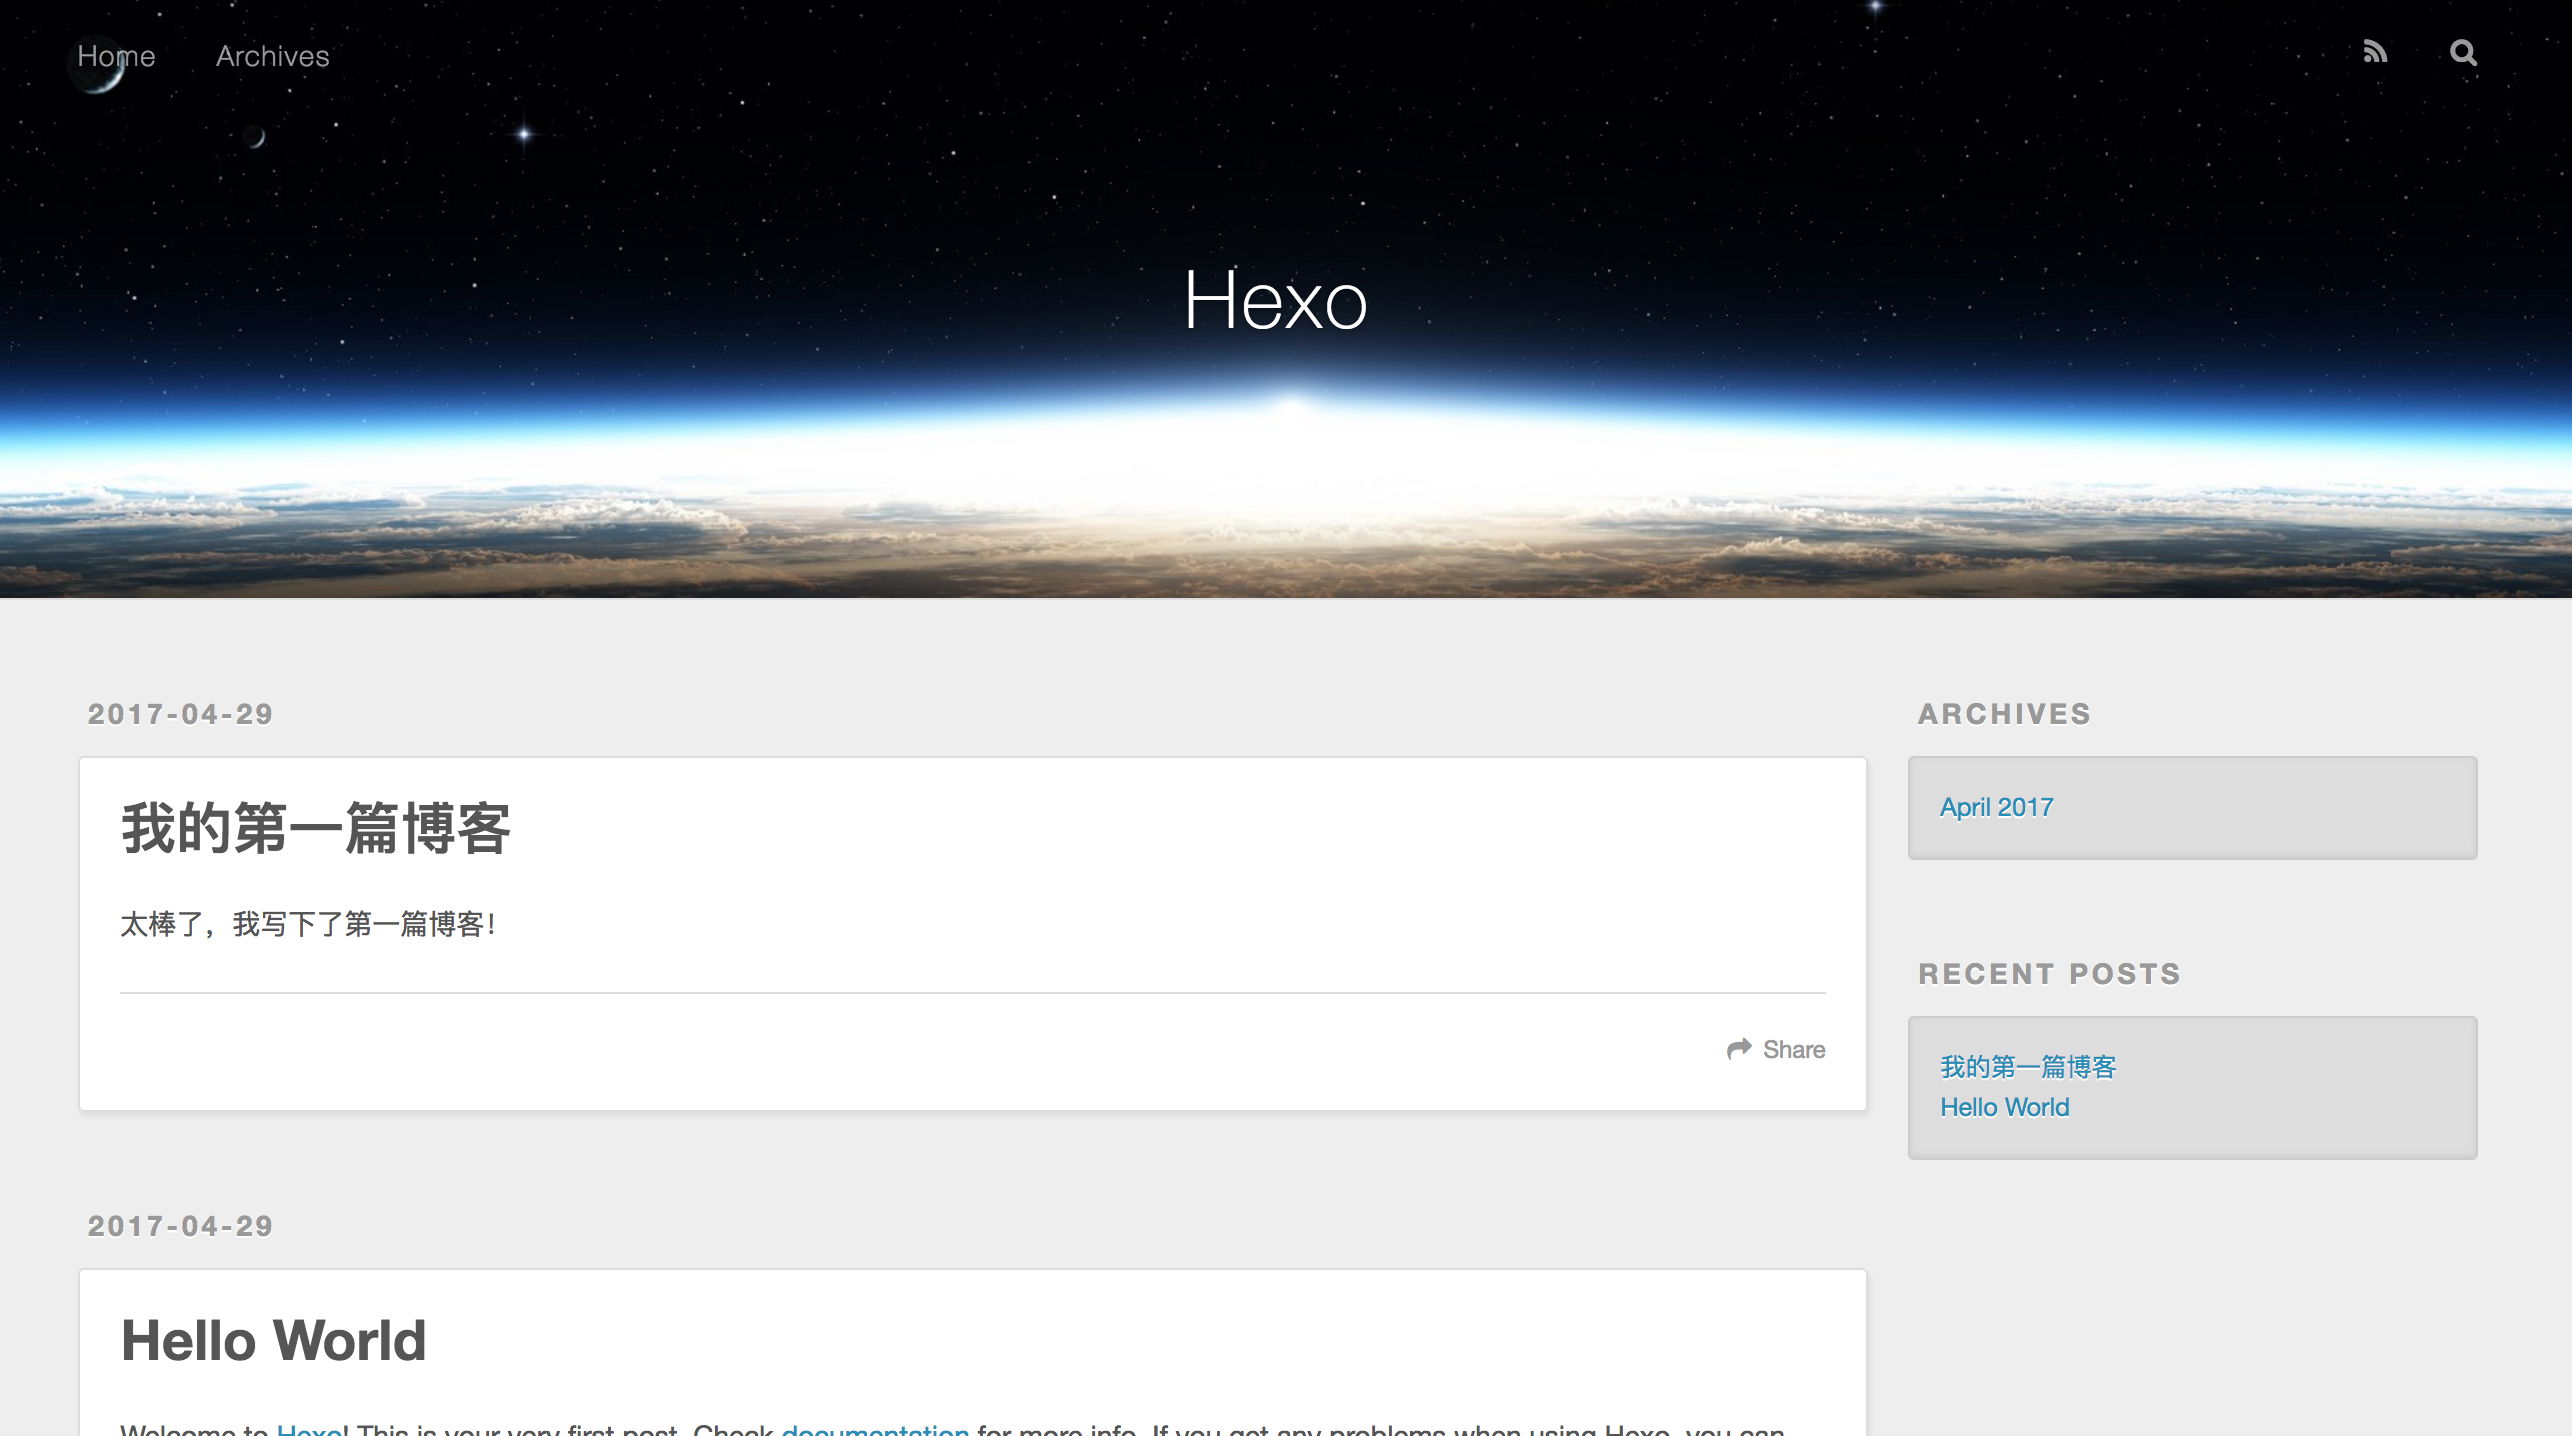 Home Archives
Hexo
2017-04-29
我的第一篇博客
太棒了，我写下了第一篇博客！
Share
2017-04-29
Hello World
Welcome to Hexo! This is your very first post. Check documentation for more info. If you get any problems when using Hexo, you can
ARCHIVES
April 2017
RECENT POSTS
我的第一篇博客
Hello World